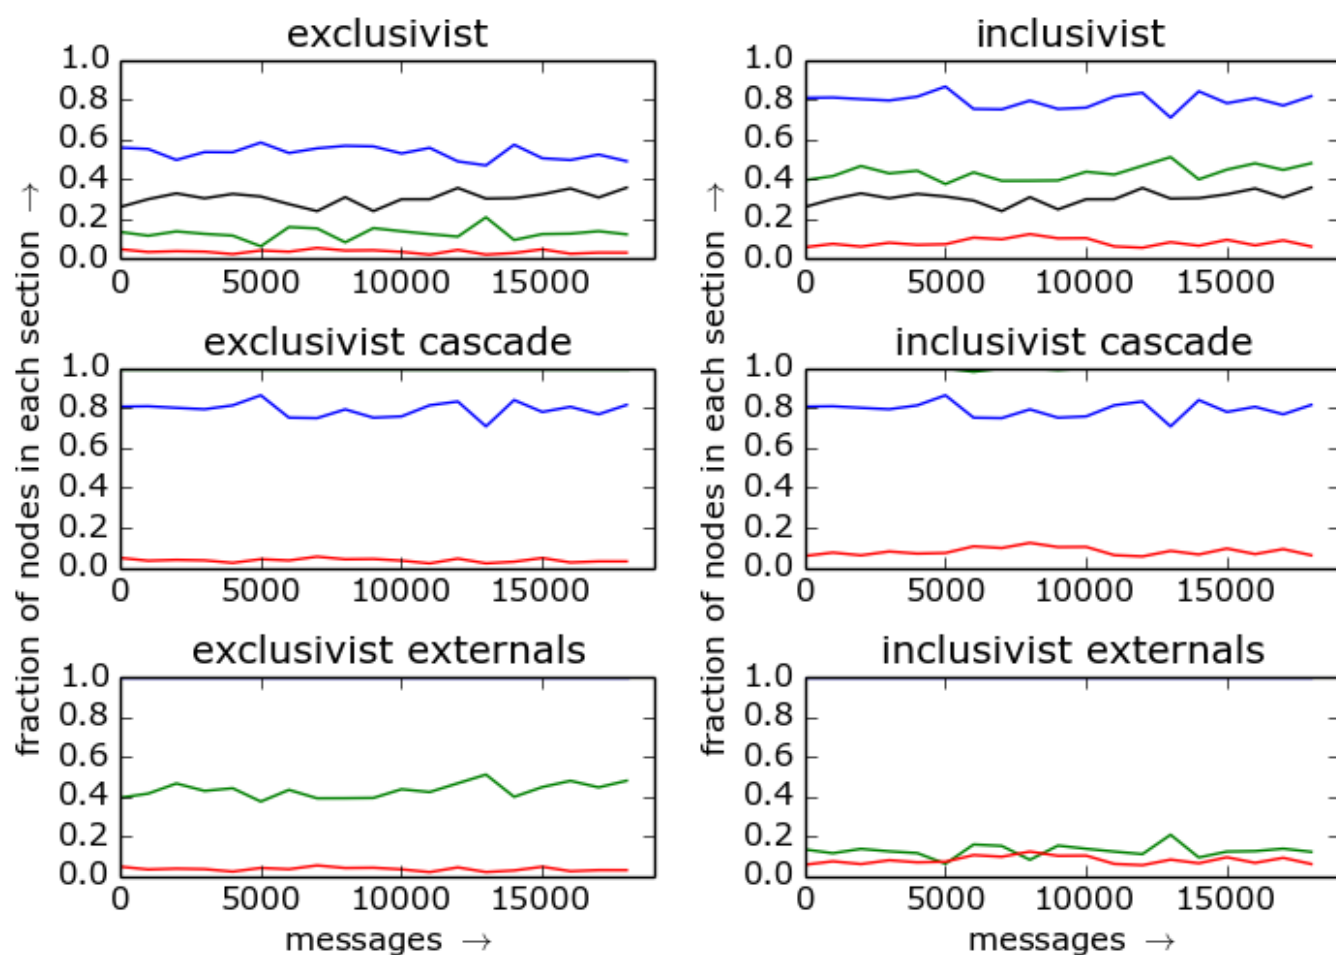 exclusivist
1.0
0.8
0.6
0.4
0.2
0.0
0 5000 10000 15000
inclusivist
1.0
0.8
0.6
0.4
0.2
0.0
0 5000 10000 15000
exclusivist cascade
1.0
0.8
0.6
0.4
0.2
0.0
0 5000 10000 15000
inclusivist cascade
1.0
0.8
0.6
0.4
0.2
0.0
0 5000 10000 15000
exclusivist externals
1.0
0.8
0.6
0.4
0.2
0.0
0 5000 10000 15000
inclusivist externals
1.0
0.8
0.6
0.4
0.2
0.0
0 5000 10000 15000
fraction of nodes in each section →
fraction of nodes in each section →
messages →
messages →